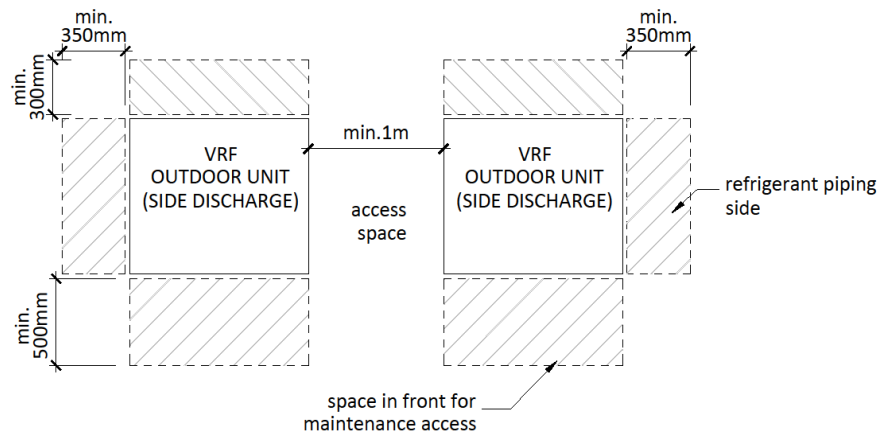 min.
350mm
min.
350mm
min.
300mm
min.1m
VRF
OUTDOOR UNIT
(SIDE DISCHARGE)
VRF
OUTDOOR UNIT
(SIDE DISCHARGE)
refrigerant piping
side
access
space
min.
500mm
space in front for
maintenance access